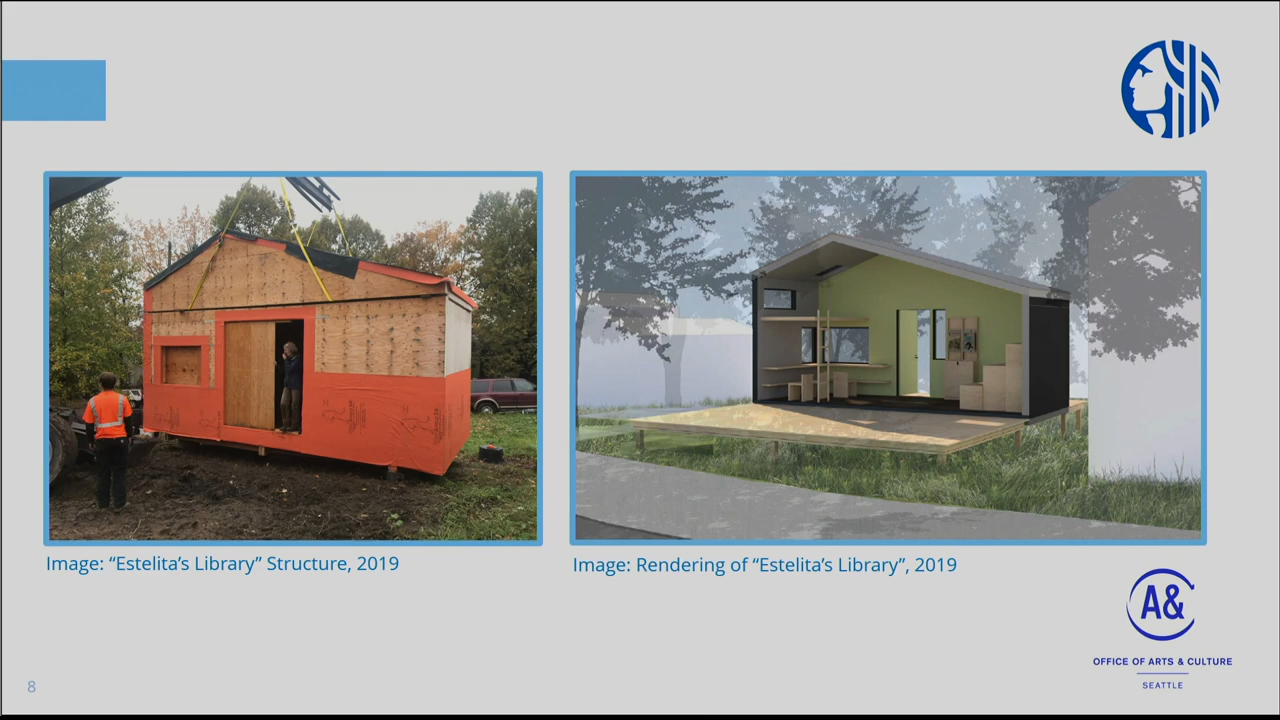 Image: “Estelita’s Library” Structure, 2019
Image: Rendering of “Estelita’s Library”, 2019
A&
OFFICE OF ARTS & CULTURE
SEATTLE
8